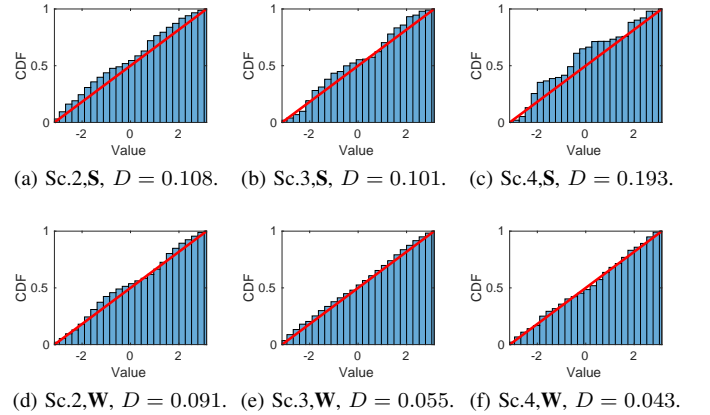 1 1 1
CDF 0.5 CDF 0.5 CDF 0.5
0 0 0
-2 0 2 -2 0 2 -2 0 2
Value Value Value
(a) Sc.2,S, D = 0.108. (b) Sc.3,S, D = 0.101. (c) Sc.4,S, D = 0.193.
1 1 1
CDF 0.5 CDF 0.5 CDF 0.5
0 0 0
-2 0 2 -2 0 2 -2 0 2
Value Value Value
(d) Sc.2,W, D = 0.091. (e) Sc.3,W, D = 0.055. (f) Sc.4,W, D = 0.043.